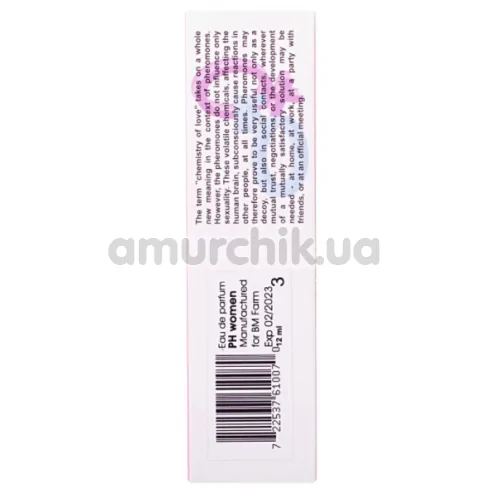 The term "chemistry of love" takes on a whole
new meaning in the context of pheromones.
However, the pheromones do not influence only
sexuality. These volatile chemicals, affecting the
human brain, subconsciously cause reactions in
other people, at all times. Pheromones may
therefore prove to be very useful not only as a
decoy, but also in social contacts, wherever
mutual trust, negotiations, or the development
of a mutually satisfactory solution may be
needed - at home, at work, at a party with
friends, or at an official meeting.
amurchik.ua
Eau de parfum
PH women
Manufactured
for BM Farm
Exp 02/2023
12 ml
3
7 22537 61007 0